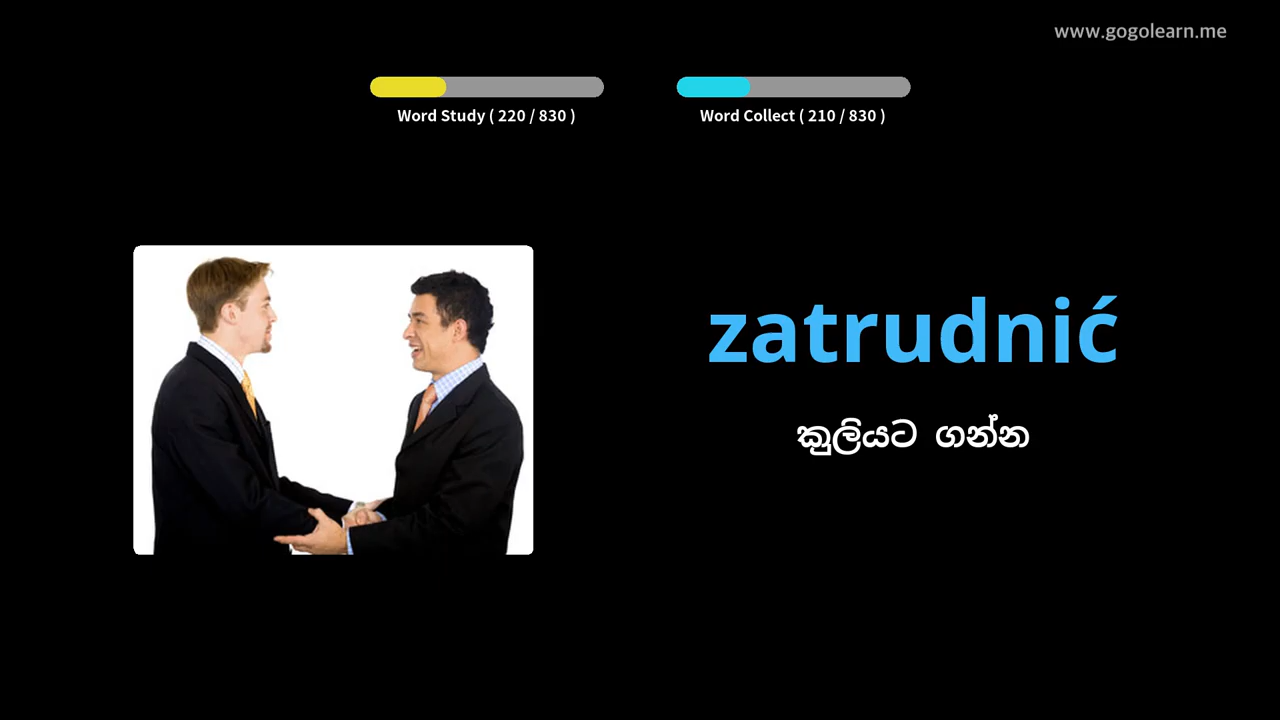 www.gogolearn.me
Word Study ( 220 / 830 )
Word Collect ( 210 / 830 )
zatrudnić
කුලියට ගන්න